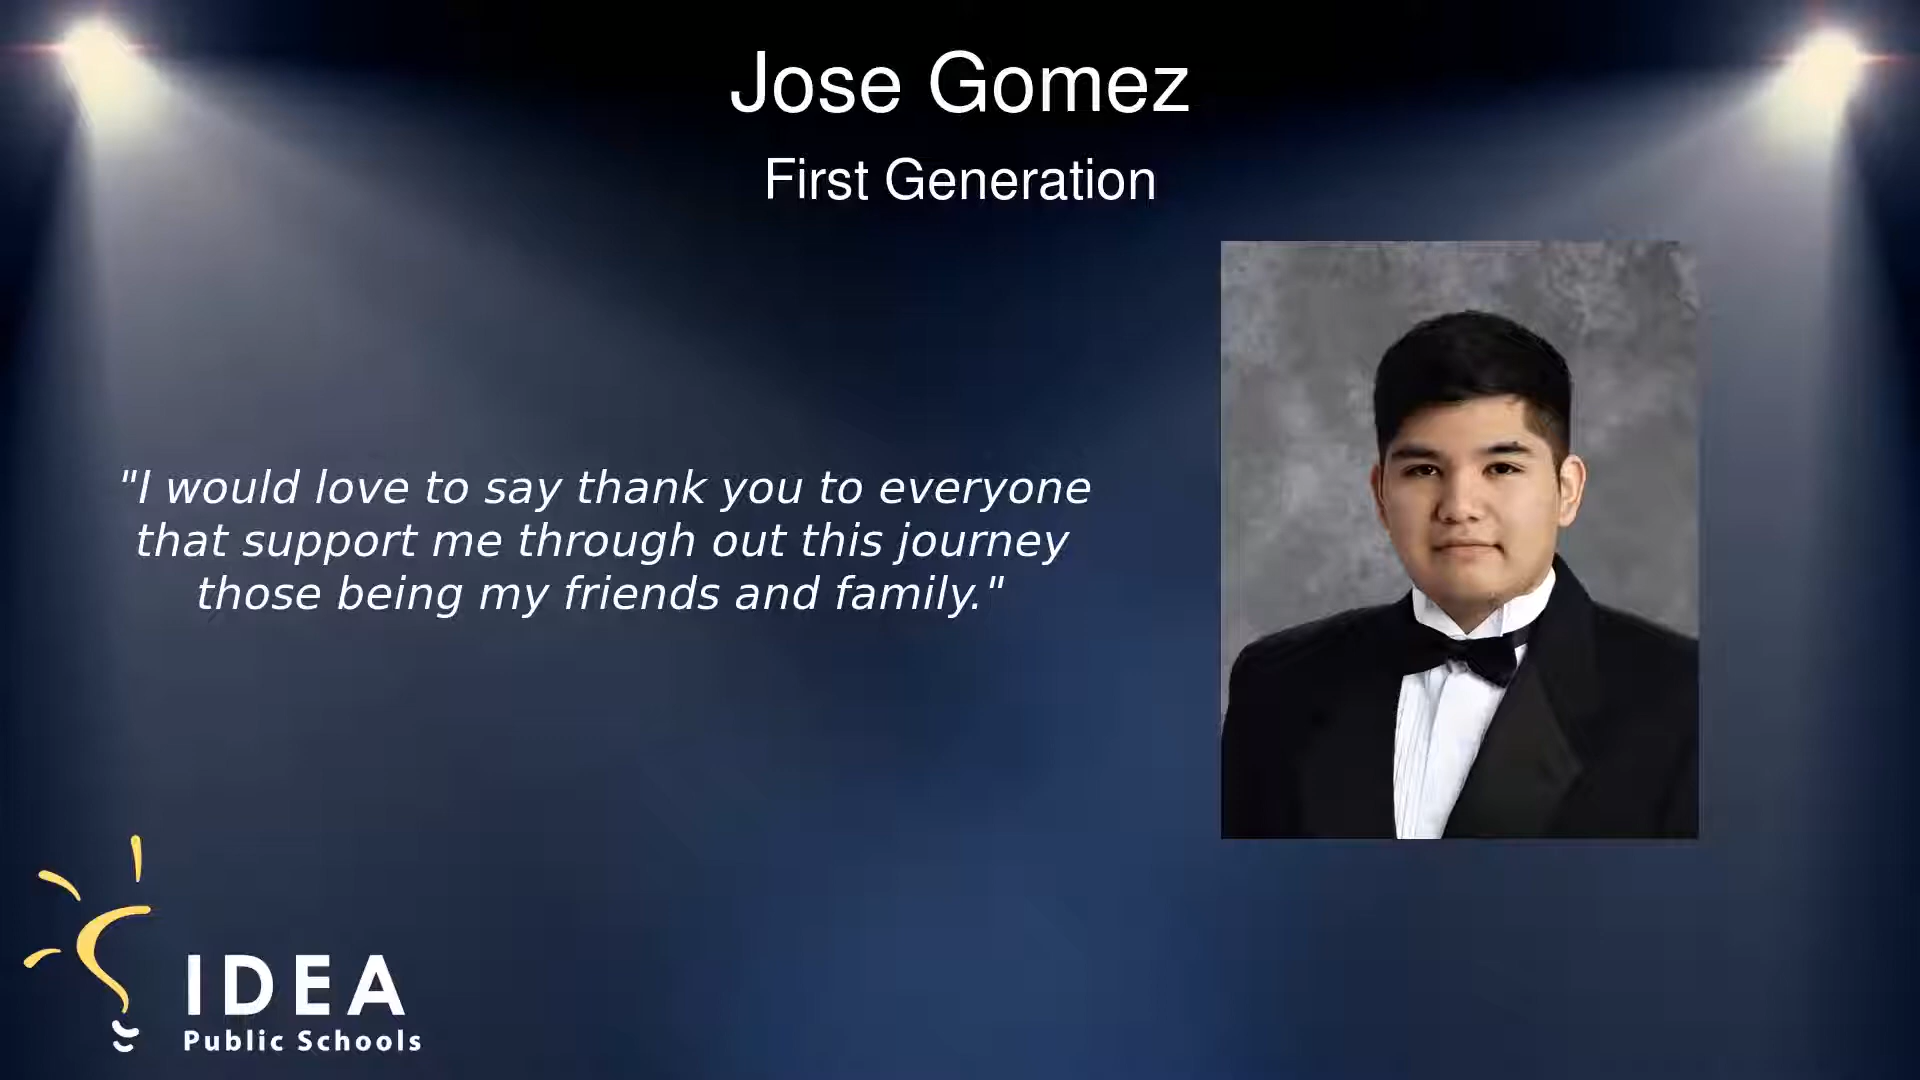 Jose Gomez
First Generation
"I would love to say thank you to everyone
that support me through out this journey
those being my friends and family."
IDEA
Public Schools